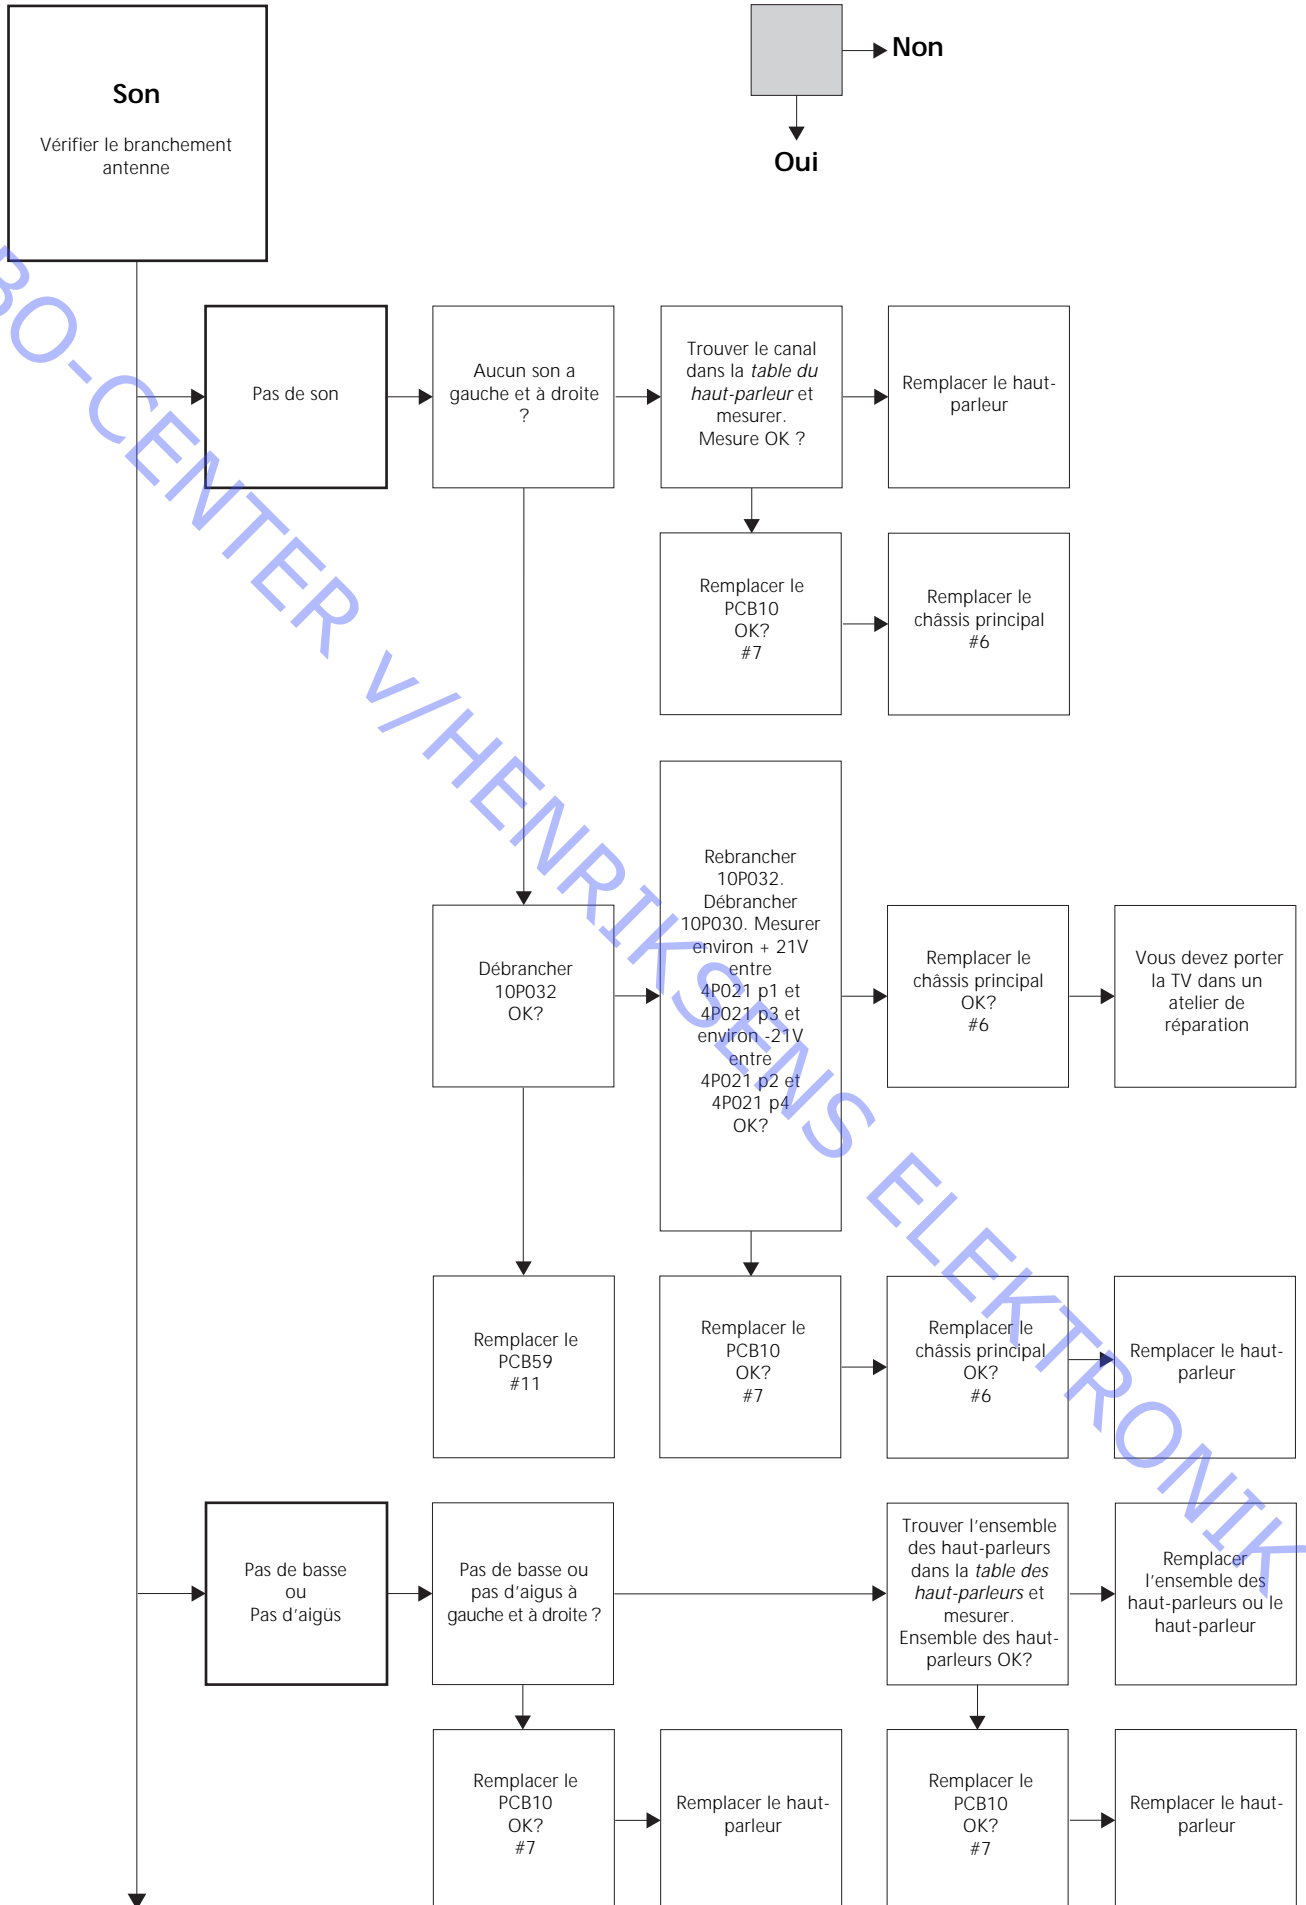 Son
Vérifier le branchement
antenne
Non
Oui
Pas de son
Aucun son a
gauche et à droite
?
Trouver le canal
dans la table du
haut-parleur et
mesurer.
Mesure OK ?
Remplacer le haut-
parleur
Remplacer le
PCB10
OK?
#7
Remplacer le
châssis principal
#6
Débrancher
10P032
OK?
Rebrancher
10P032.
Débrancher
10P030. Mesurer
environ + 21V
entre
4P021 p1 et
4P021 p3 et
environ -21V
entre
4P021 p2 et
4P021 p4
OK?
Remplacer le
châssis principal
OK?
#6
Vous devez porter
la TV dans un
atelier de
réparation
Remplacer le
PCB59
#11
Remplacer le
PCB10
OK?
#7
Remplacer le
châssis principal
OK?
#6
Remplacer le haut-
parleur
Pas de basse
ou
Pas d'aigüs
Pas de basse ou
pas d'aigus à
gauche et à droite ?
Trouver l'ensemble
des haut-parleurs
dans la table des
haut-parleurs et
mesurer.
Ensemble des haut-
parleurs OK?
Remplacer
l'ensemble des
haut-parleurs ou le
haut-parleur
Remplacer le
PCB10
OK?
#7
Remplacer le haut-
parleur
Remplacer le
PCB10
OK?
#7
Remplacer le haut-
parleur
BO-CENTER v/HENRIKSENS ELEKTRONIK